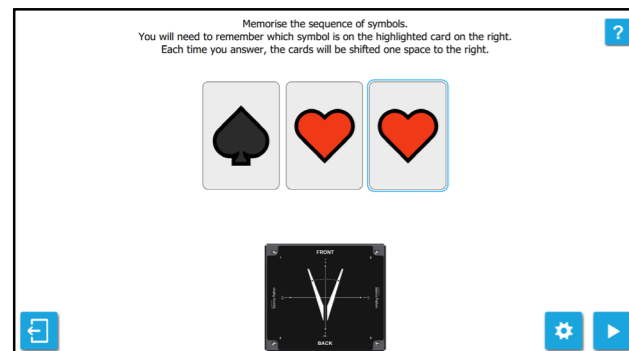 Memorise the sequence of symbols.
You will need to remember which symbol is on the highlighted card on the right.
Each time you answer, the cards will be shifted one space to the right.
?
FRONT
BACK